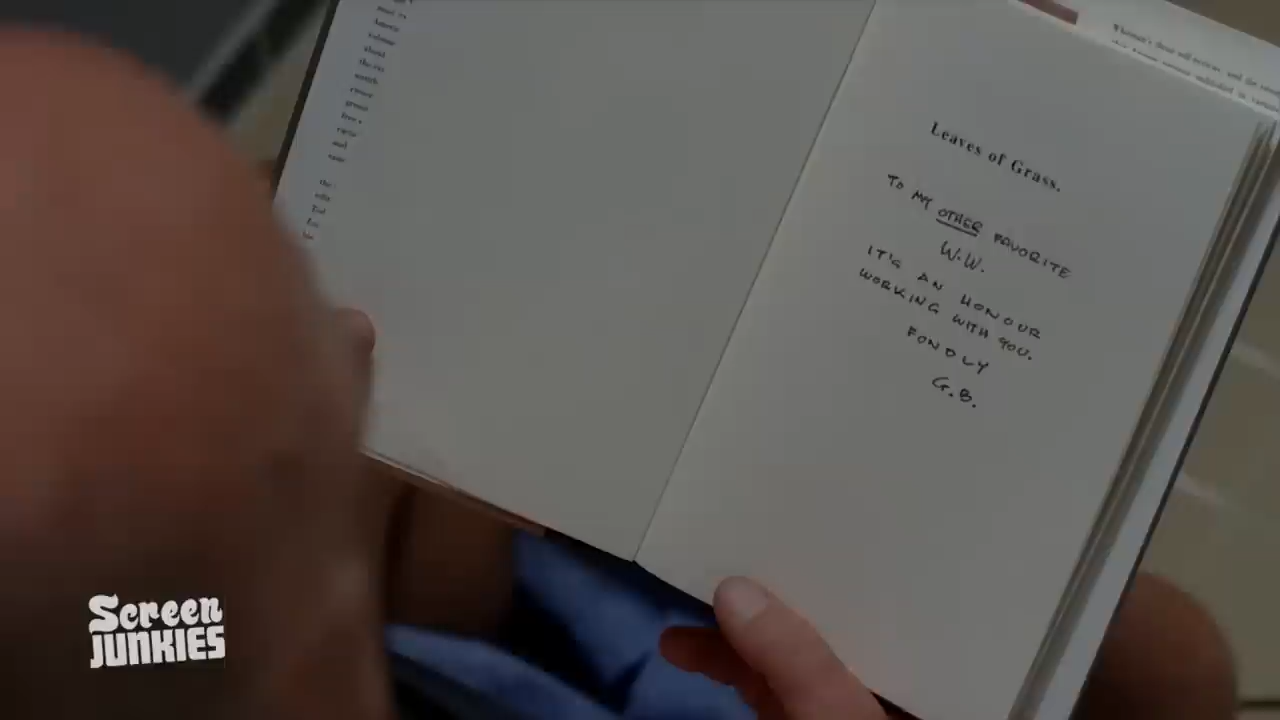 Leaves of Grass.
TO MY OTHER FAVORITE
W.W.
IT'S AN HONOUR
WORKING WITH YOU.
FONDLY
G.B.
Screen
JUNKIES